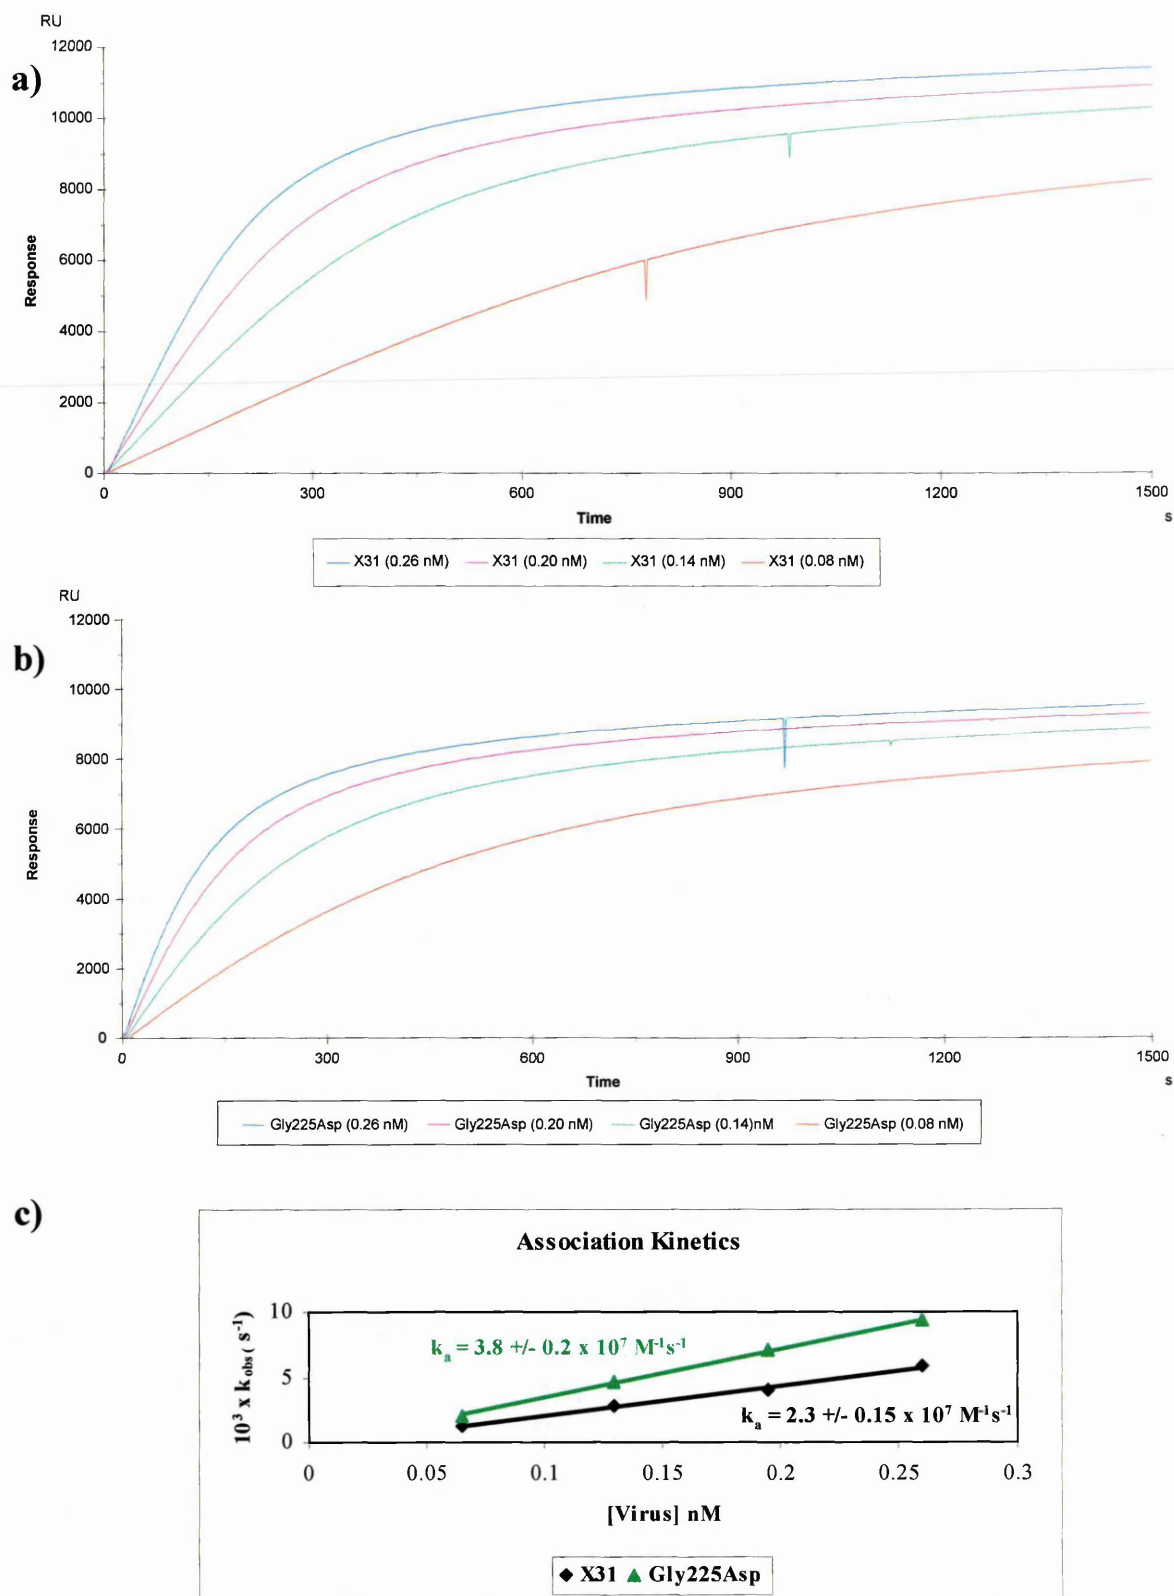 RU
a)
12000
10000
8000
6000
4000
2000
0
Response
0 300 600 900 1200 1500
Time
s
X31 (0.26 nM) X31 (0.20 nM) X31 (0.14 nM) X31 (0.08 nM)
RU
b)
12000
10000
8000
6000
4000
2000
0
Response
0 300 600 900 1200 1500
Time
s
Gly225Asp (0.26 nM) Gly225Asp (0.20 nM) Gly225Asp (0.14)nM Gly225Asp (0.08 nM)
c)
Association Kinetics
10
5
0
10³ x k_obs ( s⁻¹)
k_a = 3.8 +/- 0.2 x 10⁷ M⁻¹s⁻¹
k_a = 2.3 +/- 0.15 x 10⁷ M⁻¹s⁻¹
0 0.05 0.1 0.15 0.2 0.25 0.3
[Virus] nM
X31 Gly225Asp